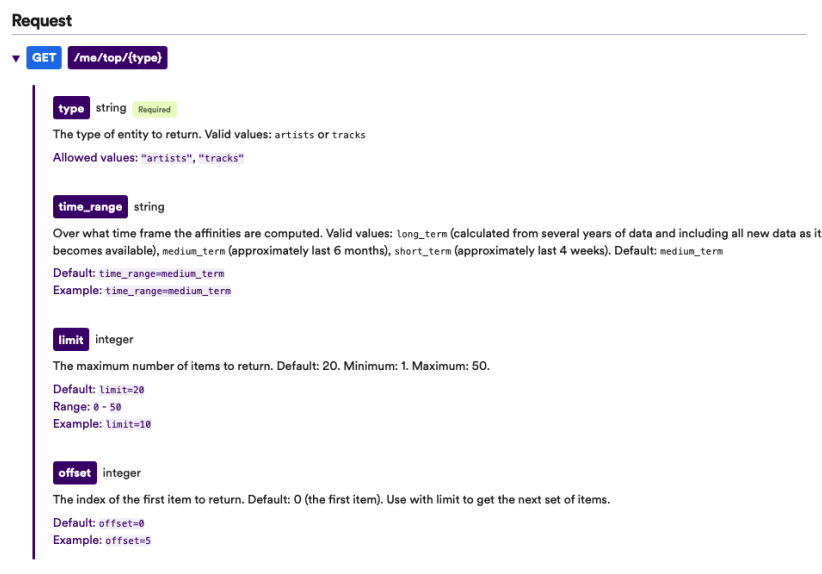 Request
GET /me/top/{type}
type string Required
The type of entity to return. Valid values: artists or tracks
Allowed values: "artists", "tracks"
time_range string
Over what time frame the affinities are computed. Valid values: long_term (calculated from several years of data and including all new data as it
becomes available), medium_term (approximately last 6 months), short_term (approximately last 4 weeks). Default: medium_term
Default: time_range=medium_term
Example: time_range=medium_term
limit integer
The maximum number of items to return. Default: 20. Minimum: 1. Maximum: 50.
Default: limit=20
Range: 0 - 50
Example: limit=10
offset integer
The index of the first item to return. Default: 0 (the first item). Use with limit to get the next set of items.
Default: offset=0
Example: offset=5